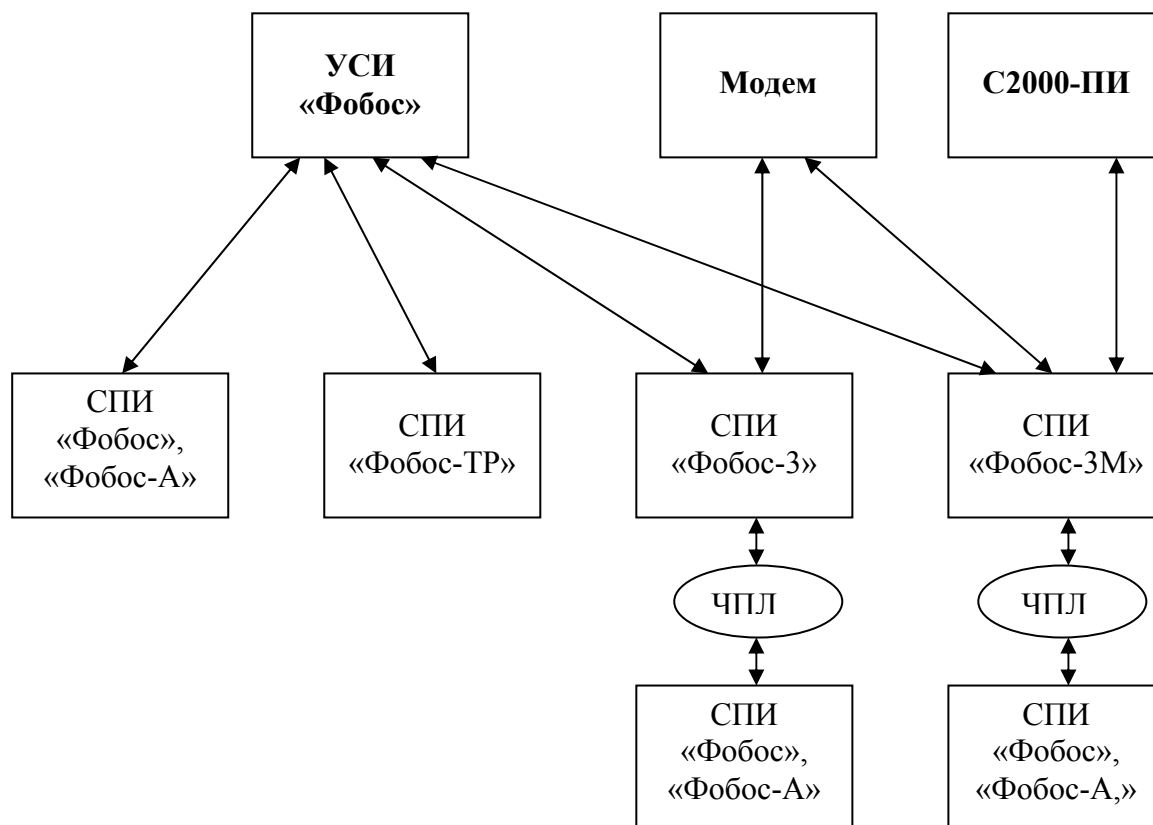 УСИ
«Фобос»
Модем
С2000-ПИ
СПИ
«Фобос»,
«Фобос-А»
СПИ
«Фобос-ТР»
СПИ
«Фобос-3»
СПИ
«Фобос-3М»
ЧПЛ
ЧПЛ
СПИ
«Фобос»,
«Фобос-А»
СПИ
«Фобос»,
«Фобос-А,»